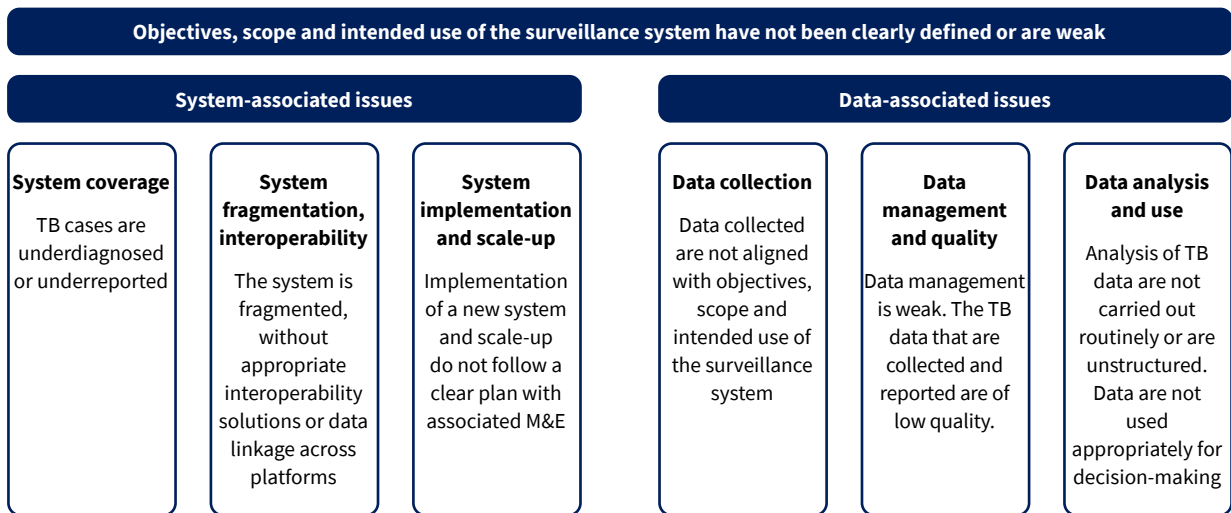 Objectives, scope and intended use of the surveillance system have not been clearly defined or are weak
System-associated issues
Data-associated issues
System coverage
TB cases are
underdiagnosed
or underreported
System
fragmentation,
interoperability
The system is
fragmented,
without
appropriate
interoperability
solutions or data
linkage across
platforms
System
implementation
and scale-up
Implementation
of a new system
and scale-up
do not follow a
clear plan with
associated M&E
Data collection
Data collected
are not aligned
with objectives,
scope and
intended use of
the surveillance
system
Data
management
and quality
Data management
is weak. The TB
data that are
collected and
reported are of
low quality.
Data analysis
and use
Analysis of TB
data are not
carried out
routinely or are
unstructured.
Data are not
used
appropriately for
decision-making